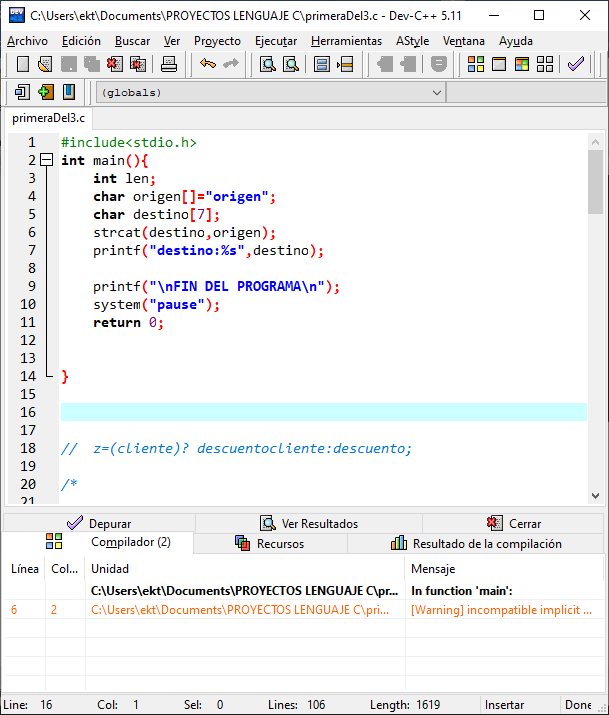 C:\Users\ekt\Documents\PROYECTOS LENGUAJE C\primeraDel3.c - Dev-C++ 5.11
Archivo Edición Buscar Ver Proyecto Ejecutar Herramientas AStyle Ventana Ayuda
(globals)
primeraDel3.c
1 #include<stdio.h>
2 int main(){
3 int len;
4 char origen[]="origen";
5 char destino[7];
6 strcat(destino,origen);
7 printf("destino:%s",destino);
8
9 printf("\nFIN DEL PROGRAMA\n");
10 system("pause");
11 return 0;
12
13
14 }
15
16
17
18 // z=(cliente)? descuentocliente:descuento;
19
20 /*
21
Depurar Ver Resultados Cerrar
Compilador (2) Recursos Resultado de la compilación
Línea Col... Unidad Mensaje
C:\Users\ekt\Documents\PROYECTOS LENGUAJE C\pr... In function 'main':
6 2 C:\Users\ekt\Documents\PROYECTOS LENGUAJE C\pri... [Warning] incompatible implicit ...
Line: 16 Col: 1 Sel: 0 Lines: 106 Length: 1619 Insertar Done